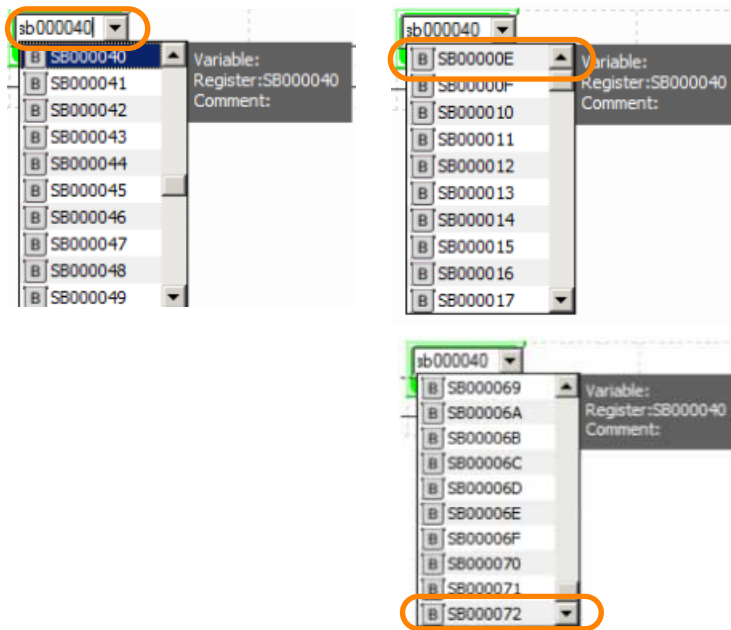 sb000040
B SB000040
B SB000041
B SB000042
B SB000043
B SB000044
B SB000045
B SB000046
B SB000047
B SB000048
B SB000049
Variable:
Register:SB000040
Comment:
sb000040
B SB00000E
B SB00000F
B SB000010
B SB000011
B SB000012
B SB000013
B SB000014
B SB000015
B SB000016
B SB000017
Variable:
Register:SB000040
Comment:
sb000040
B SB000069
B SB00006A
B SB00006B
B SB00006C
B SB00006D
B SB00006E
B SB00006F
B SB000070
B SB000071
B SB000072
Variable:
Register:SB000040
Comment: